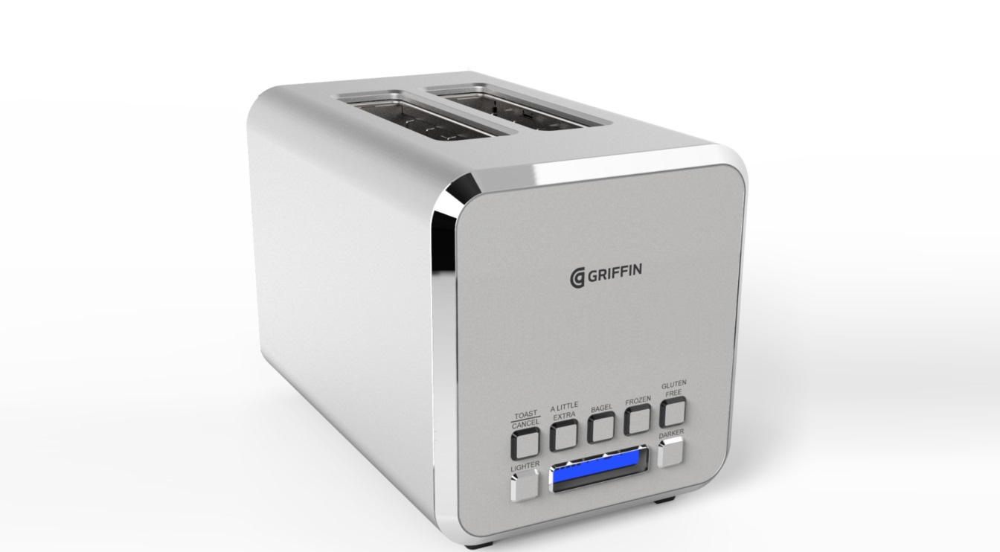 GRIFFIN
TOAST
CANCEL
A LITTLE
EXTRA
BAGEL
FROZEN
GLUTEN
FREE
LIGHTER
DARKER